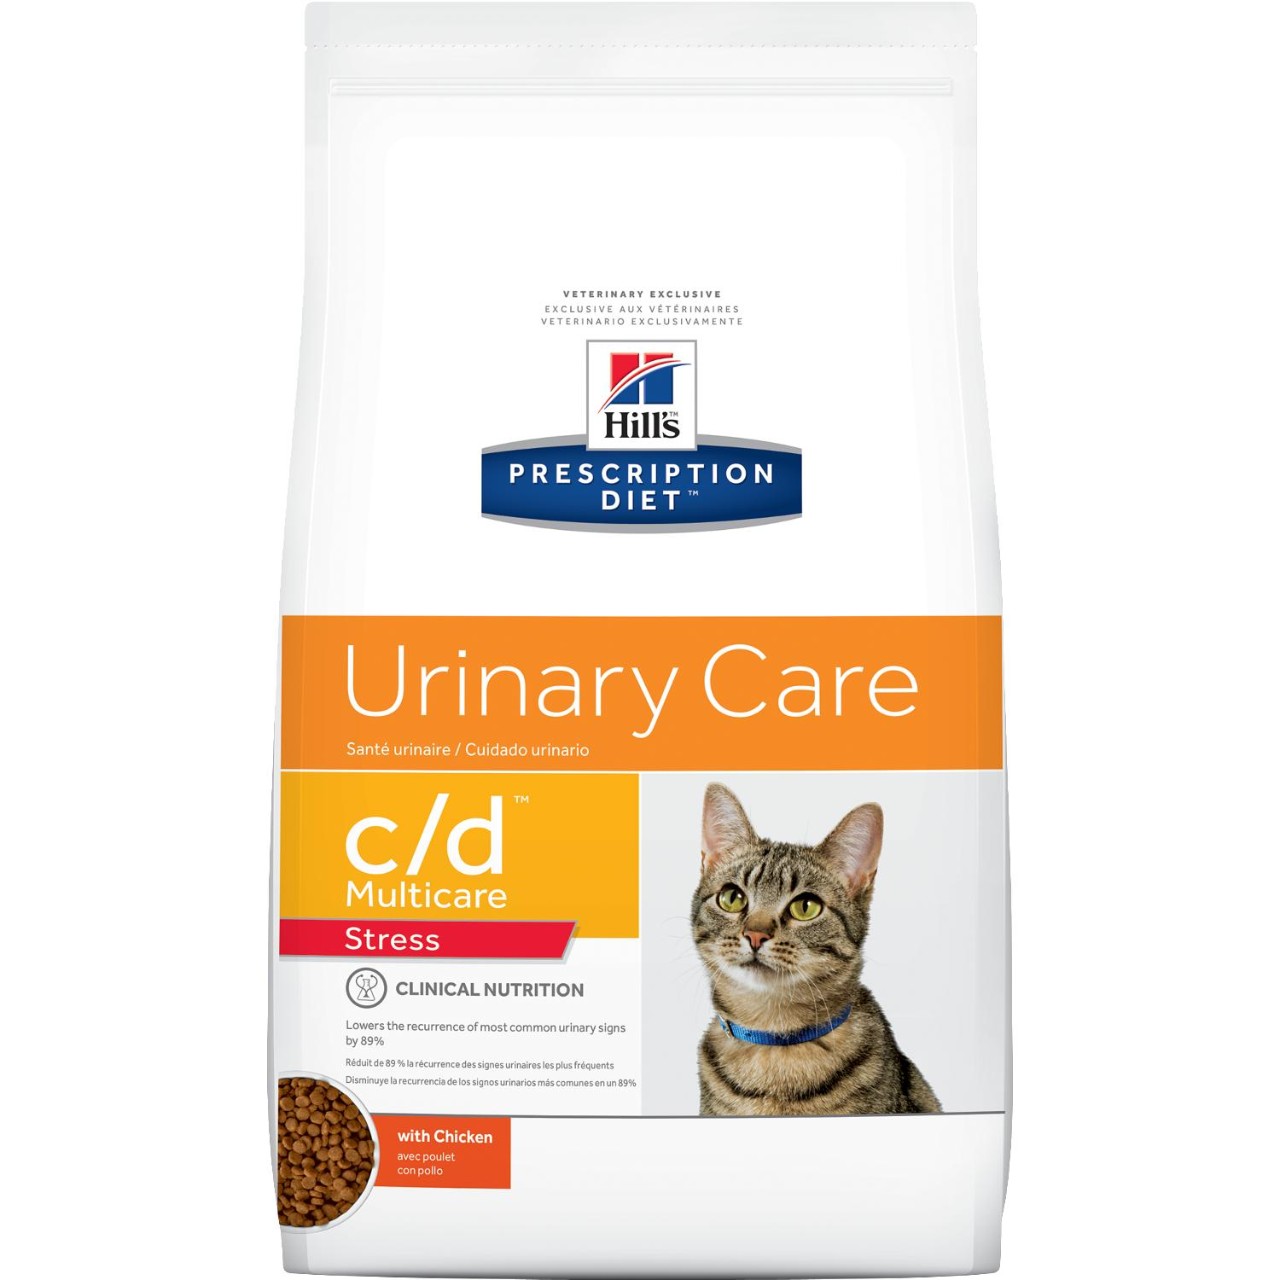 VETERINARY EXCLUSIVE
EXCLUSIVE AUX VÉTÉRINAIRES
VETERINARIO EXCLUSIVAMENTE
Hill's™
PRESCRIPTION
DIET™
Urinary Care
Santé urinaire / Cuidado urinario
c/d™
Multicare
Stress
CLINICAL NUTRITION
Lowers the recurrence of most common urinary signs
by 89%
Réduit de 89 % la récurrence des signes urinaires les plus fréquents
Disminuye la recurrencia de los signos urinarios más comunes en un 89%
with Chicken
avec poulet
con pollo